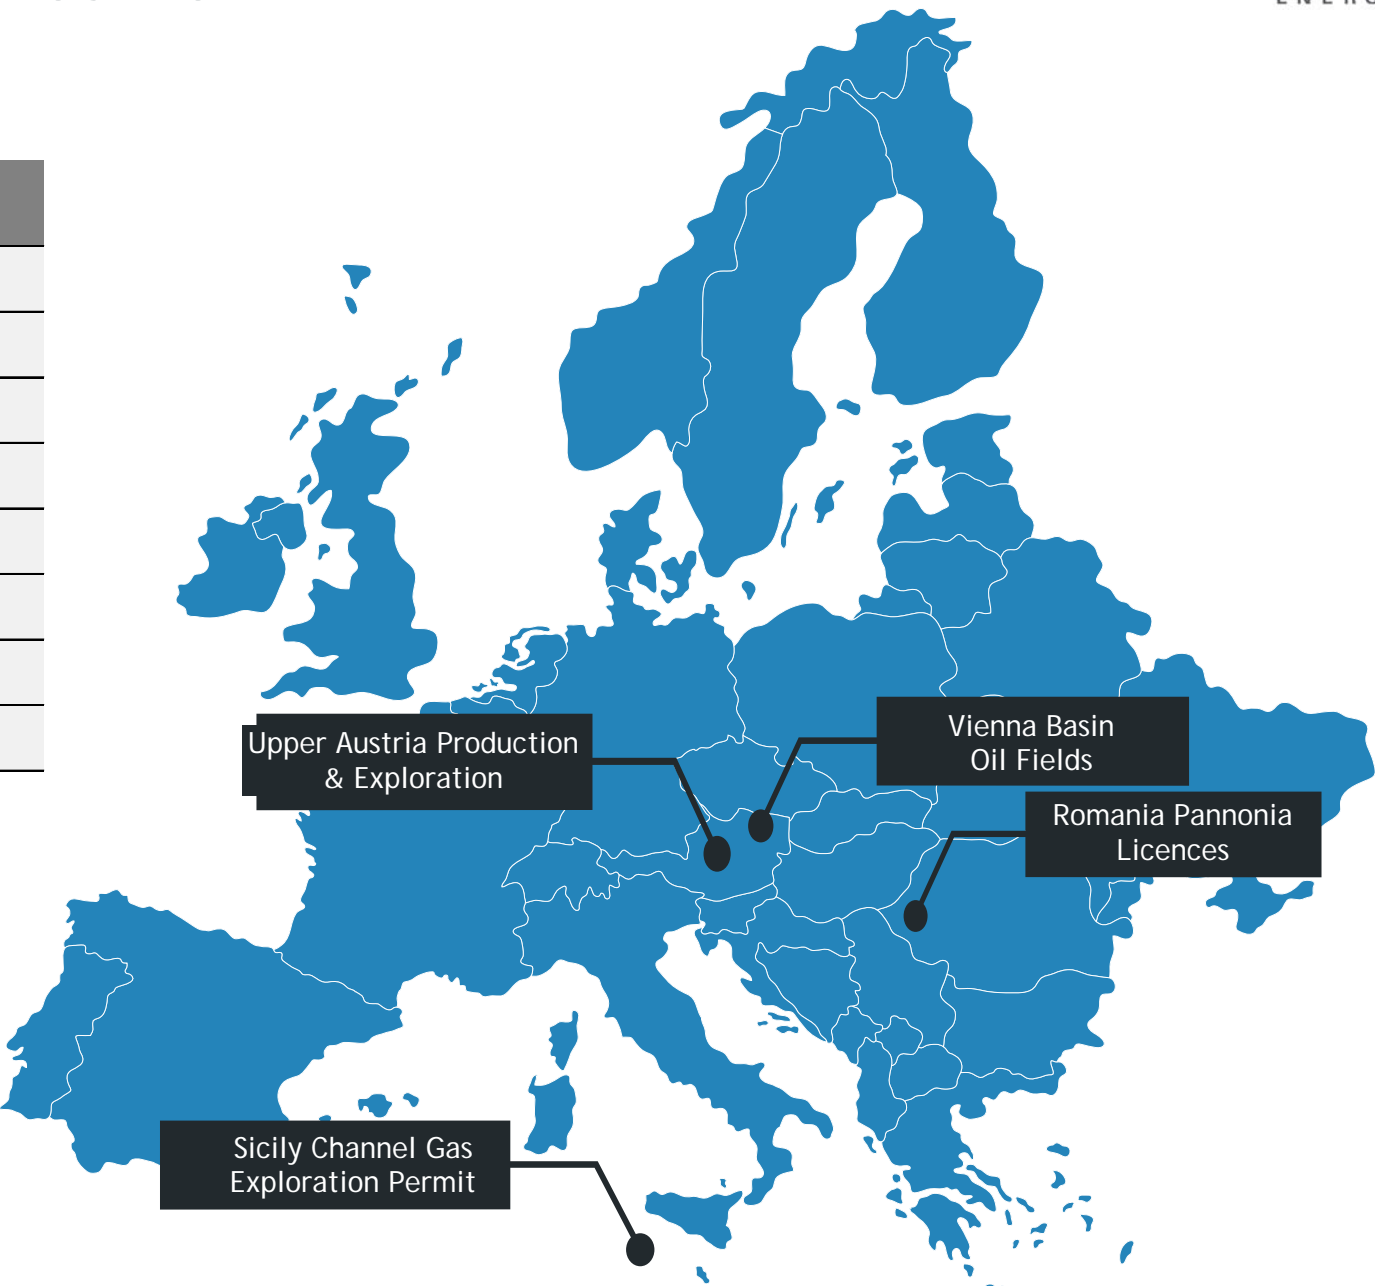 Upper Austria Production
& Exploration
Vienna Basin
Oil Fields
Romania Pannonia
Licences
Sicily Channel Gas
Exploration Permit